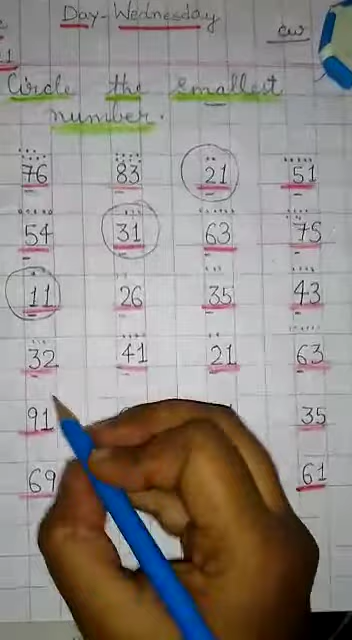 Day-Wednesday
cw
Circle the smallest
number.
76 83 21 51
54 31 63 75
11 26 35 43
32 41 21 63
91 35
69 61